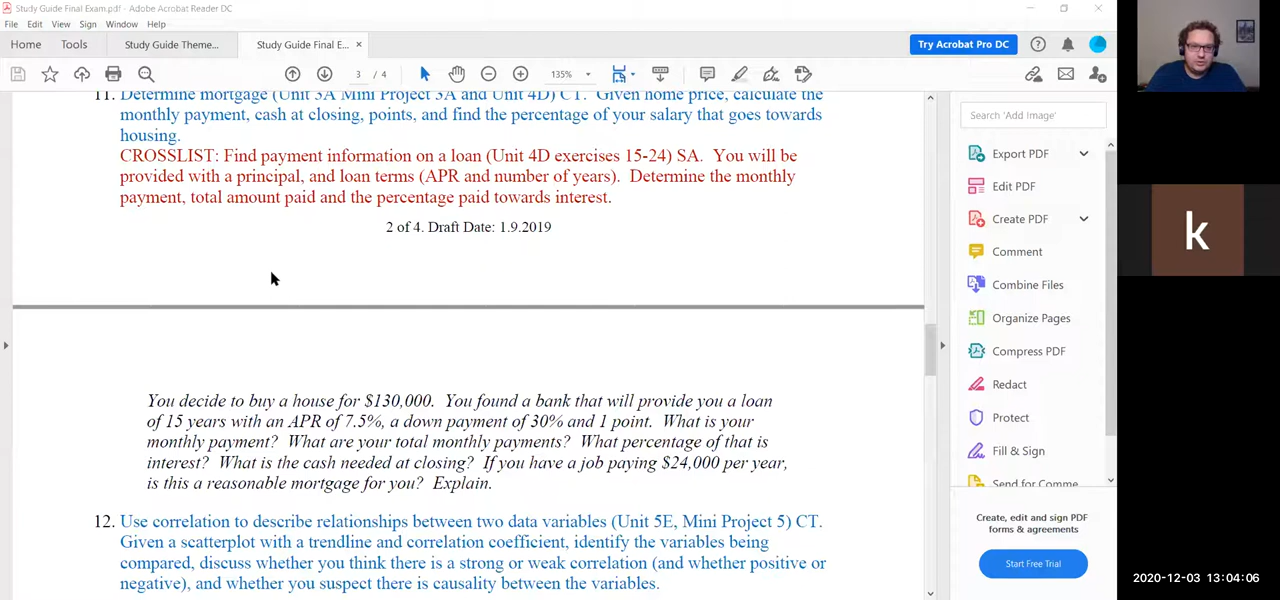 Study Guide Final Exam.pdf - Adobe Acrobat Reader DC
File Edit View Sign Window Help
Home Tools Study Guide Theme... Study Guide Final E... ×
Try Acrobat Pro DC
3 / 4
135%
11. Determine mortgage (Unit 3A Mini Project 3A and Unit 4D) CT. Given home price, calculate the
monthly payment, cash at closing, points, and find the percentage of your salary that goes towards
housing.
CROSSLIST: Find payment information on a loan (Unit 4D exercises 15-24) SA. You will be
provided with a principal, and loan terms (APR and number of years). Determine the monthly
payment, total amount paid and the percentage paid towards interest.
2 of 4. Draft Date: 1.9.2019
You decide to buy a house for $130,000. You found a bank that will provide you a loan
of 15 years with an APR of 7.5%, a down payment of 30% and 1 point. What is your
monthly payment? What are your total monthly payments? What percentage of that is
interest? What is the cash needed at closing? If you have a job paying $24,000 per year,
is this a reasonable mortgage for you? Explain.
12. Use correlation to describe relationships between two data variables (Unit 5E, Mini Project 5) CT.
Given a scatterplot with a trendline and correlation coefficient, identify the variables being
compared, discuss whether you think there is a strong or weak correlation (and whether positive or
negative), and whether you suspect there is causality between the variables.
Search 'Add Image'
Export PDF
Edit PDF
Create PDF
Comment
Combine Files
Organize Pages
Compress PDF
Redact
Protect
Fill & Sign
Send for Comme
Create, edit and sign PDF
forms & agreements
Start Free Trial
k
2020-12-03 13:04:06